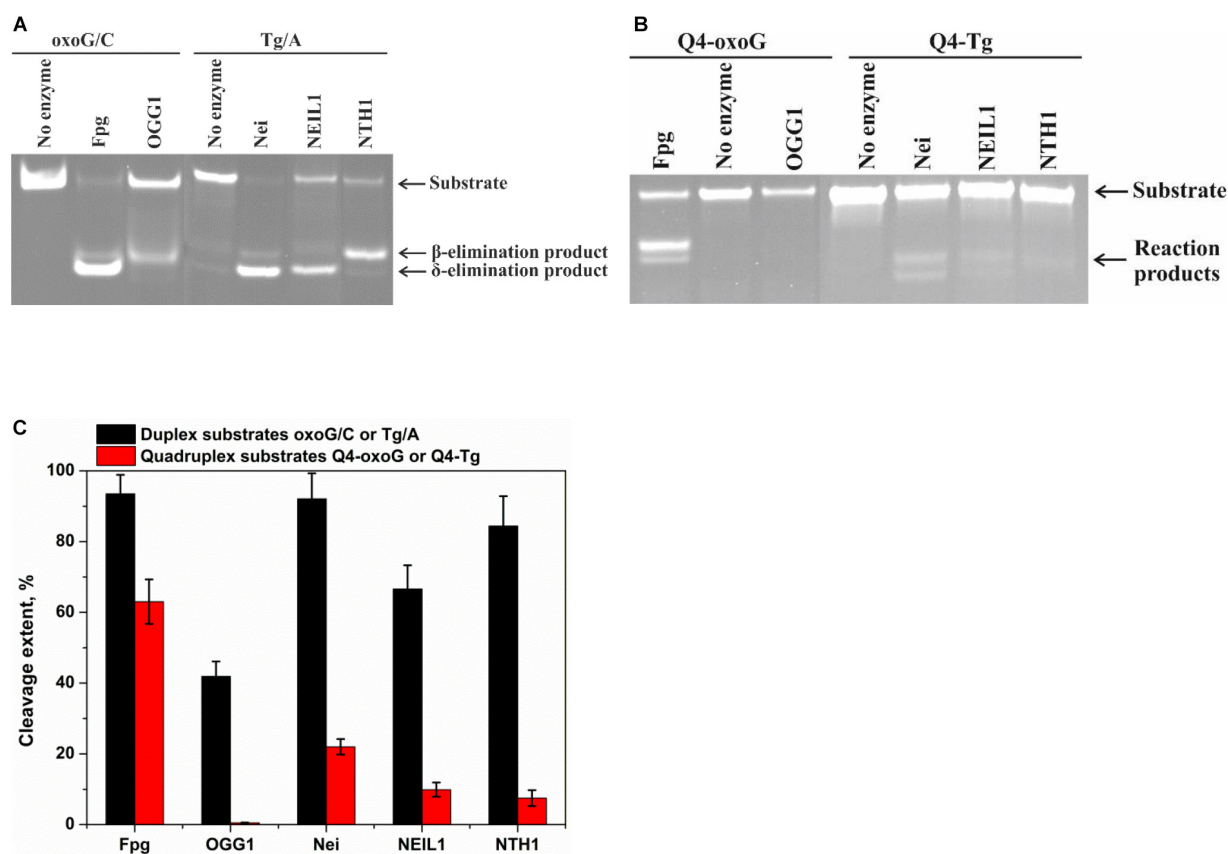 A
oxoG/C
Tg/A
No enzyme
Fpg
OGG1
No enzyme
Nei
NEIL1
NTH1
Substrate
β-elimination product
δ-elimination product
B
Q4-oxoG
Q4-Tg
Fpg
No enzyme
OGG1
No enzyme
Nei
NEIL1
NTH1
Substrate
Reaction
products
C
Duplex substrates oxoG/C or Tg/A
Quadruplex substrates Q4-oxoG or Q4-Tg
Cleavage extent, %
100
80
60
40
20
0
Fpg
OGG1
Nei
NEIL1
NTH1